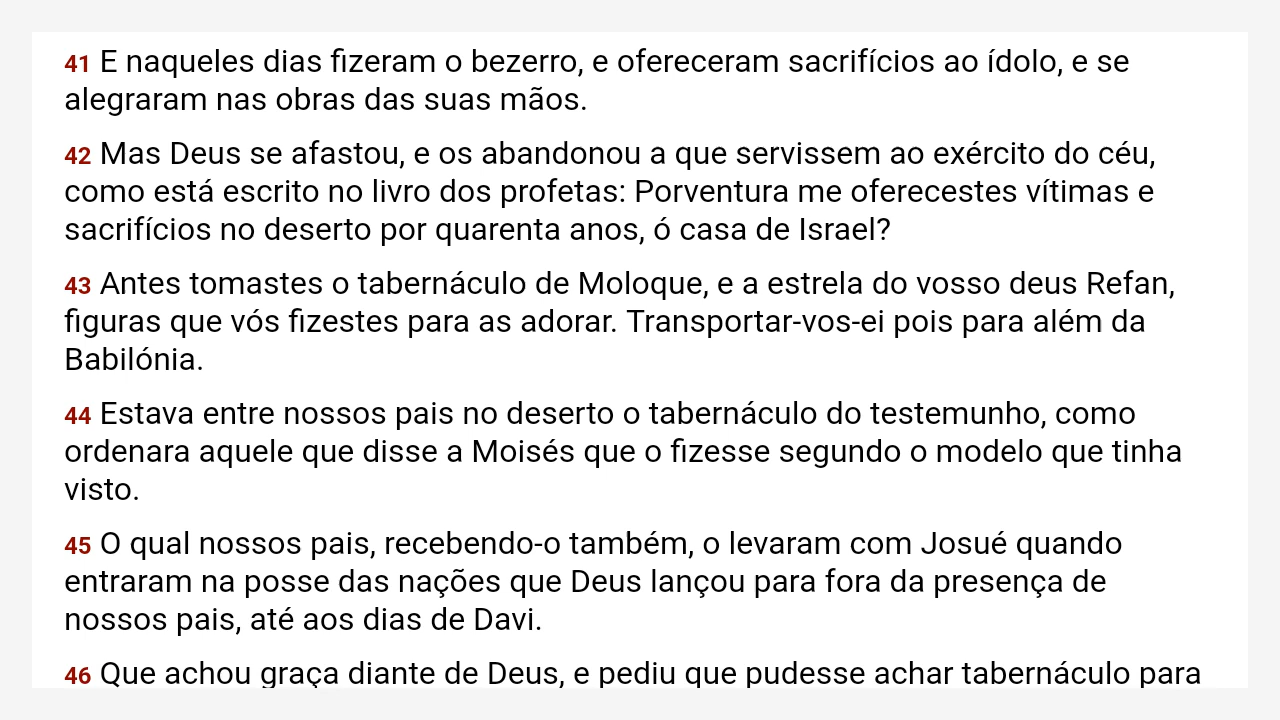 41 E naqueles dias fizeram o bezerro, e ofereceram sacrifícios ao ídolo, e se
alegraram nas obras das suas mãos.
42 Mas Deus se afastou, e os abandonou a que servissem ao exército do céu,
como está escrito no livro dos profetas: Porventura me oferecestes vítimas e
sacrifícios no deserto por quarenta anos, ó casa de Israel?
43 Antes tomastes o tabernáculo de Moloque, e a estrela do vosso deus Refan,
figuras que vós fizestes para as adorar. Transportar-vos-ei pois para além da
Babilónia.
44 Estava entre nossos pais no deserto o tabernáculo do testemunho, como
ordenara aquele que disse a Moisés que o fizesse segundo o modelo que tinha
visto.
45 O qual nossos pais, recebendo-o também, o levaram com Josué quando
entraram na posse das nações que Deus lançou para fora da presença de
nossos pais, até aos dias de Davi.
46 Que achou graça diante de Deus, e pediu que pudesse achar tabernáculo para